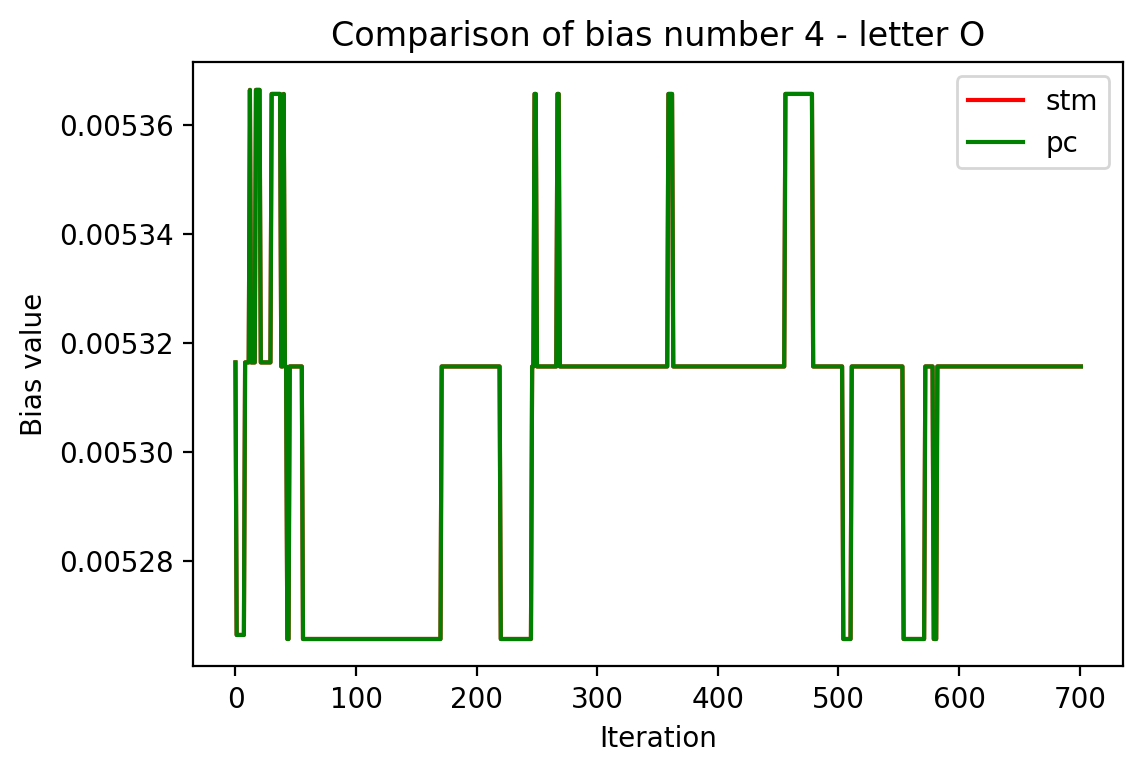 Comparison of bias number 4 - letter O
stm
pc
0.00536
0.00534
0.00532
0.00530
0.00528
Bias value
0 100 200 300 400 500 600 700
Iteration